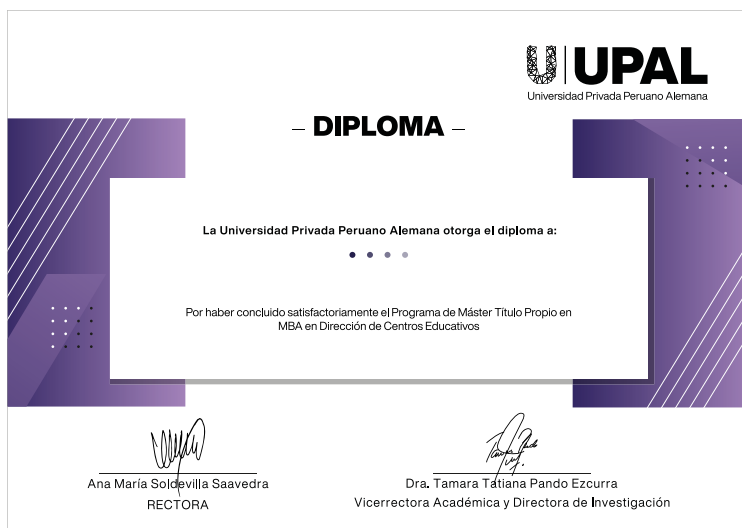 UPAL
Universidad Privada Peruano Alemana
– DIPLOMA –
La Universidad Privada Peruano Alemana otorga el diploma a:
Por haber concluido satisfactoriamente el Programa de Máster Título Propio en
MBA en Dirección de Centros Educativos
Ana María Soldevilla Saavedra
RECTORA
Dra. Tamara Tatiana Pando Ezcurra
Vicerrectora Académica y Directora de Investigación